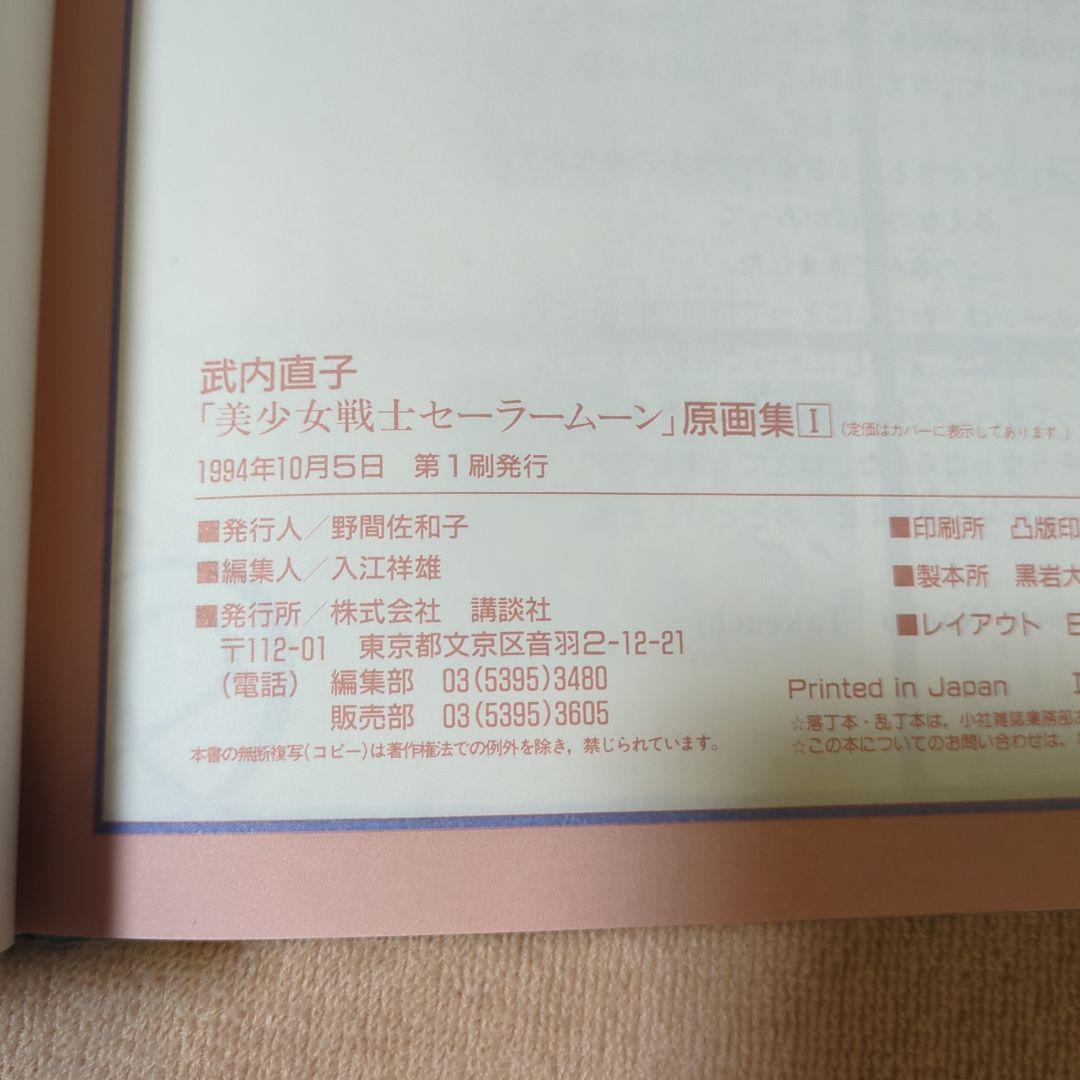 武内直子
「美少女戦士セーラームーン」原画集Ⅰ（定価はカバーに表示してあります。）
1994年10月5日　第1刷発行
■発行人／野間佐和子
■編集人／入江祥雄
■発行所／株式会社　講談社
〒112-01　東京都文京区音羽2-12-21
（電話）　編集部　03(5395)3480
販売部　03(5395)3605
本書の無断複写（コピー）は著作権法での例外を除き，禁じられています。
■印刷所　凸版印
■製本所　黒岩大
■レイアウト
Printed in Japan
☆落丁本・乱丁本は，小社雑誌業務部
☆この本についてのお問い合わせは，